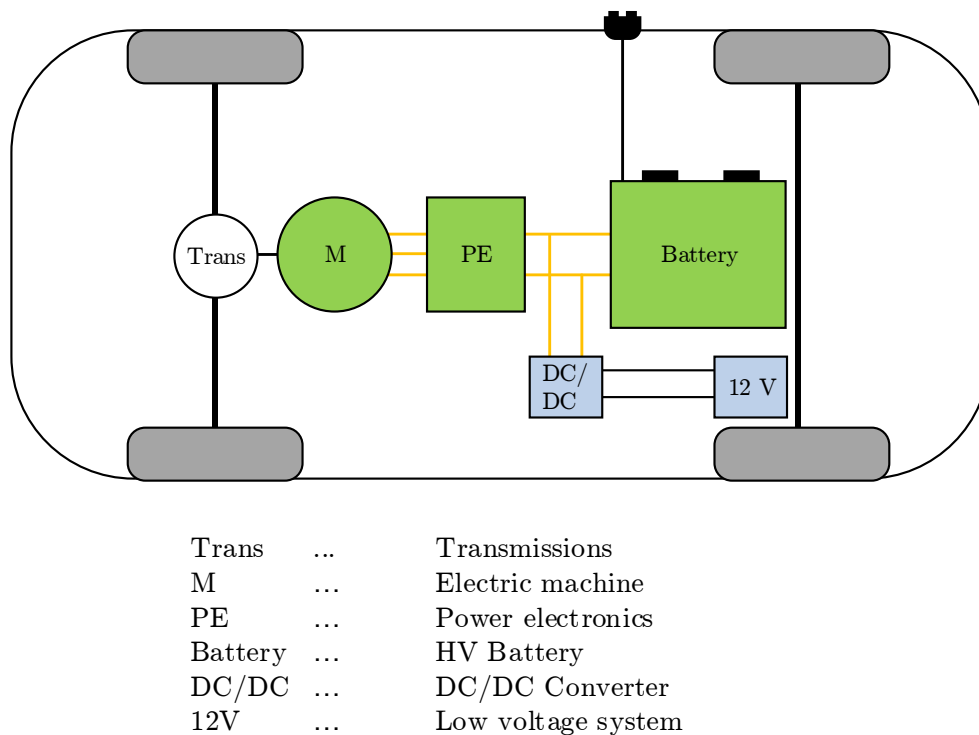 Trans
M
PE
Battery
DC/
DC
12 V
Trans ... Transmissions
M ... Electric machine
PE ... Power electronics
Battery ... HV Battery
DC/DC ... DC/DC Converter
12V ... Low voltage system